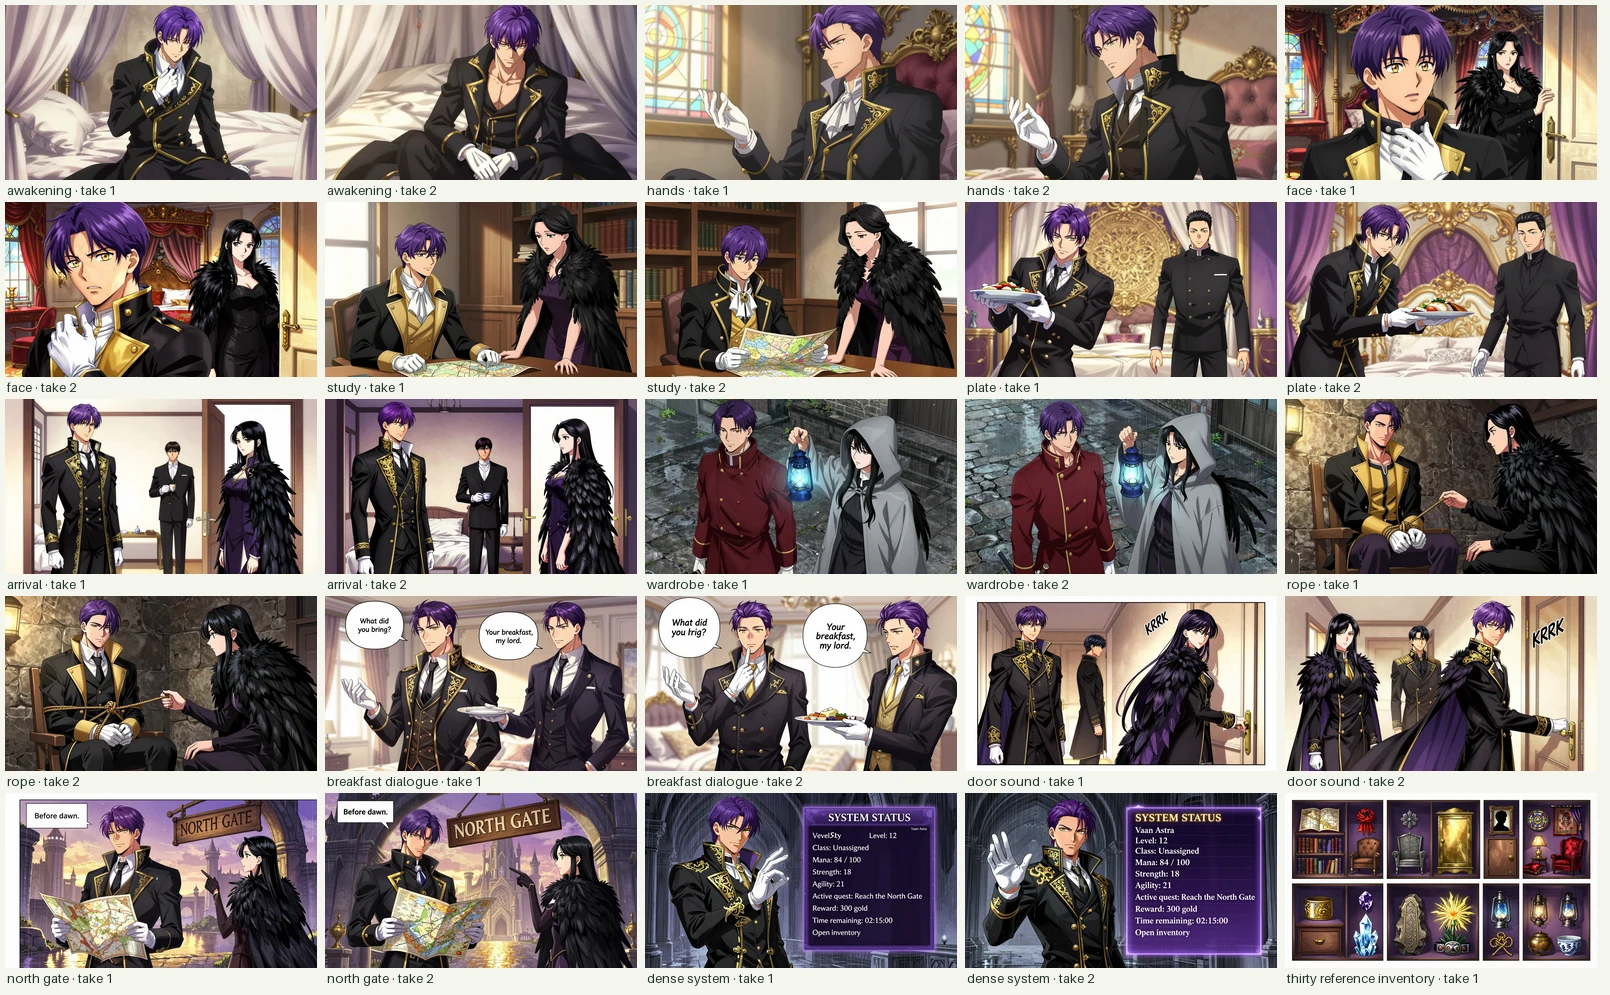 awakening · take 1
awakening · take 2
hands · take 1
hands · take 2
face · take 1
face · take 2
study · take 1
study · take 2
plate · take 1
plate · take 2
arrival · take 1
arrival · take 2
wardrobe · take 1
wardrobe · take 2
rope · take 1
What did
you bring?
Your breakfast,
my lord.
What did
you trig?
Your
breakfast,
my lord.
KRRK
KRRK
rope · take 2
breakfast dialogue · take 1
breakfast dialogue · take 2
door sound · take 1
door sound · take 2
Before dawn.
NORTH GATE
Before dawn.
NORTH GATE
SYSTEM STATUS
Vaan Astra
Level: 12
Class: Unassigned
Mana: 84 / 100
Strength: 18
Agility: 21
Active quest: Reach the North Gate
Reward: 300 gold
Time remaining: 02:15:00
Open inventory
SYSTEM STATUS
Vaan Astra
Level: 12
Class: Unassigned
Mana: 84 / 100
Strength: 18
Agility: 21
Active quest: Reach the North Gate
Reward: 300 gold
Time remaining: 02:15:00
Open inventory
north gate · take 1
north gate · take 2
dense system · take 1
dense system · take 2
thirty reference inventory · take 1